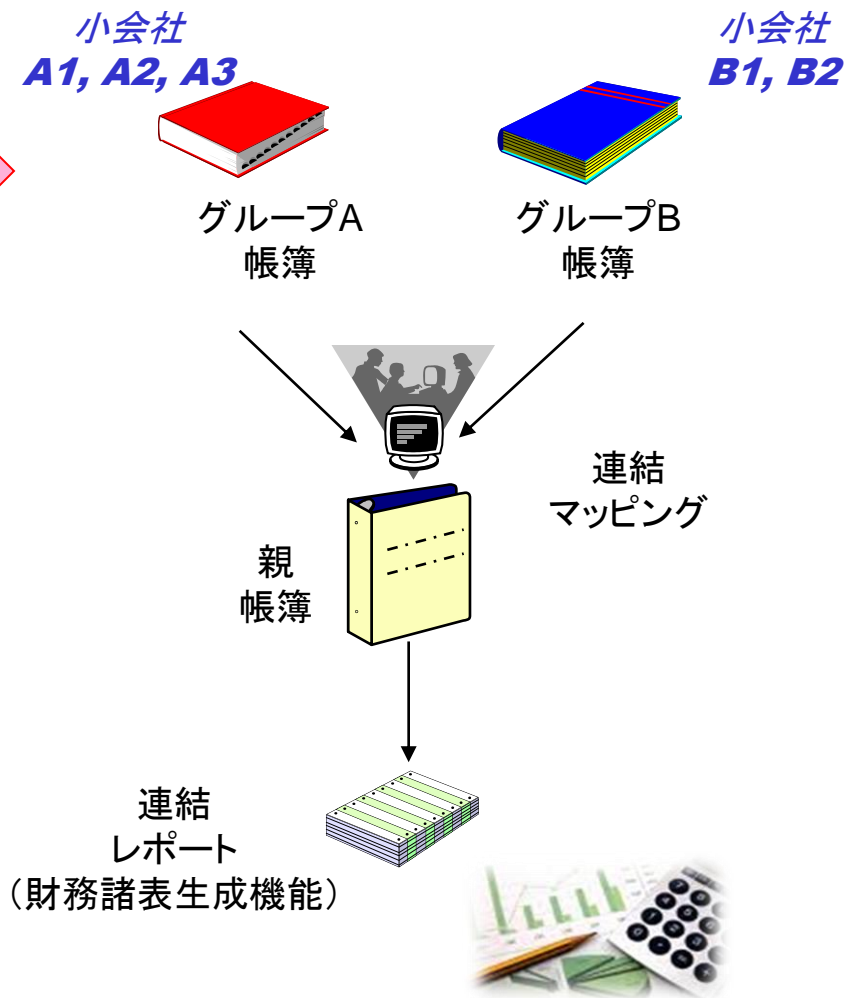 小会社
A1, A2, A3
小会社
B1, B2
グループA
帳簿
グループB
帳簿
連結
マッピング
親
帳簿
連結
レポート
（財務諸表生成機能）